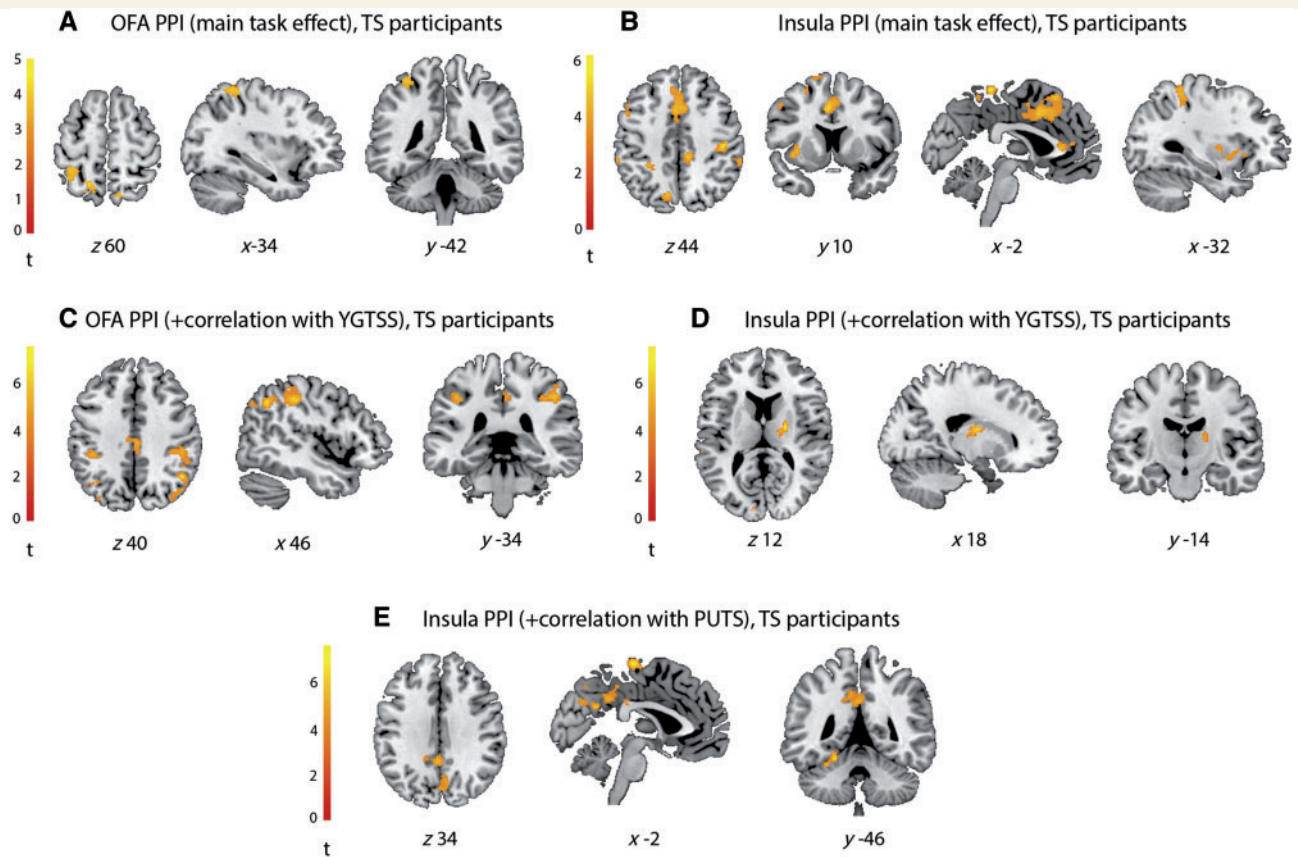 A OFA PPI (main task effect), TS participants
5
4
3
2
1
0
t
z 60
x-34
y -42
B Insula PPI (main task effect), TS participants
6
4
2
0
t
z 44
y 10
x -2
x -32
C OFA PPI (+correlation with YGTSS), TS participants
6
4
2
0
t
z 40
x 46
y -34
D Insula PPI (+correlation with YGTSS), TS participants
6
4
2
0
t
z 12
x 18
y -14
E Insula PPI (+correlation with PUTS), TS participants
6
4
2
0
t
z 34
x -2
y -46